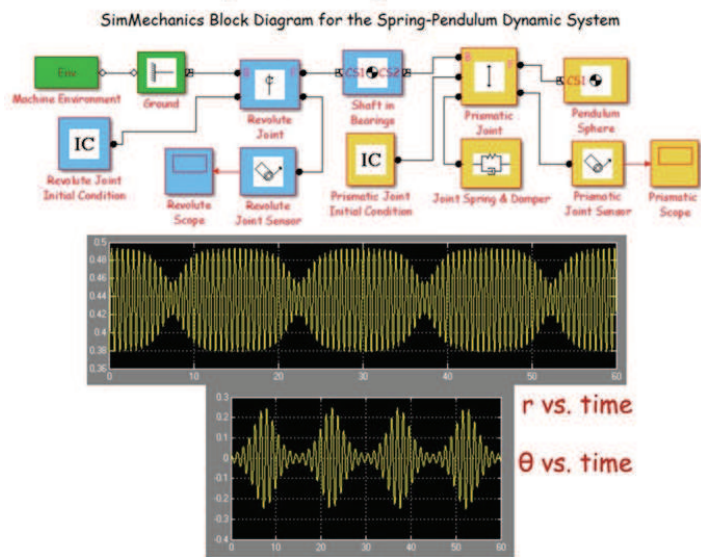 SimMechanics Block Diagram for the Spring-Pendulum Dynamic System
Env
Machine Environment
Ground
B F
Revolute
Joint
CS1 CS2
Shaft in
Bearings
B F
Prismatic
Joint
CS1
Pendulum
Sphere
IC
Revolute Joint
Initial Condition
Revolute
Scope
Revolute
Joint Sensor
IC
Prismatic Joint
Initial Condition
Joint Spring & Damper
Prismatic
Joint Sensor
Prismatic
Scope
0.5
0.48
0.46
0.44
0.42
0.4
0.38
0.36
0 10 20 30 40 50 60
r vs. time
0.3
0.2
0.1
0
-0.1
-0.2
-0.3
-0.4
0 10 20 30 40 50 60
θ vs. time